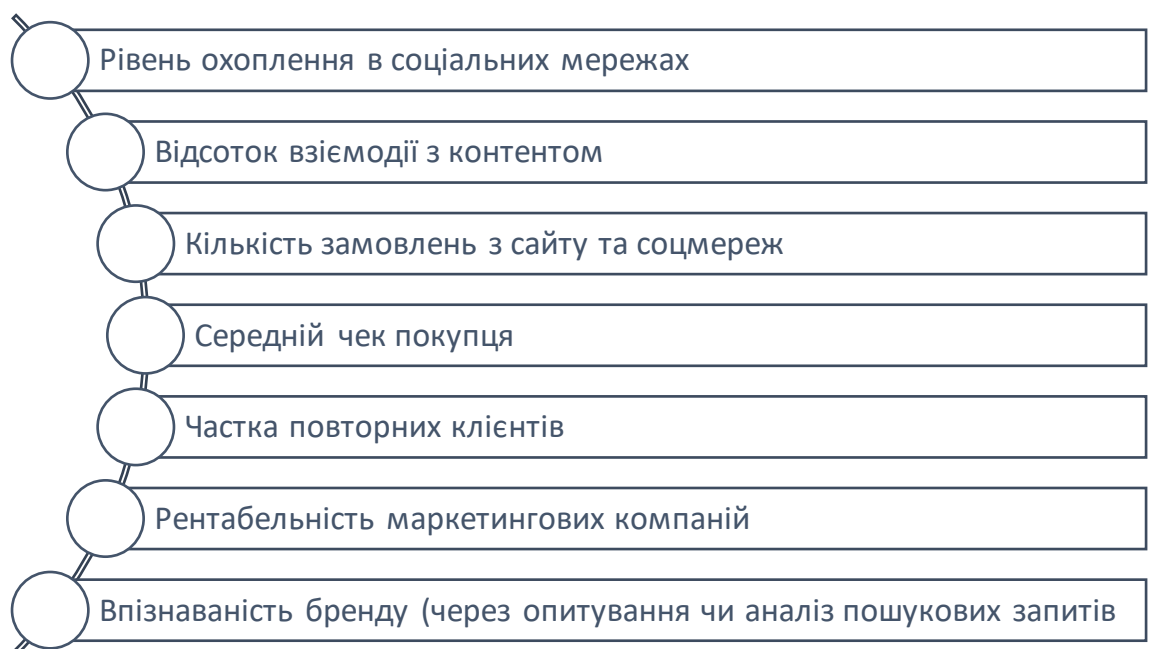 Рівень охоплення в соціальних мережах
Відсоток взіємодії з контентом
Кількість замовлень з сайту та соцмереж
Середній чек покупця
Частка повторних клієнтів
Рентабельність маркетингових компаній
Впізнаваність бренду (через опитування чи аналіз пошукових запитів